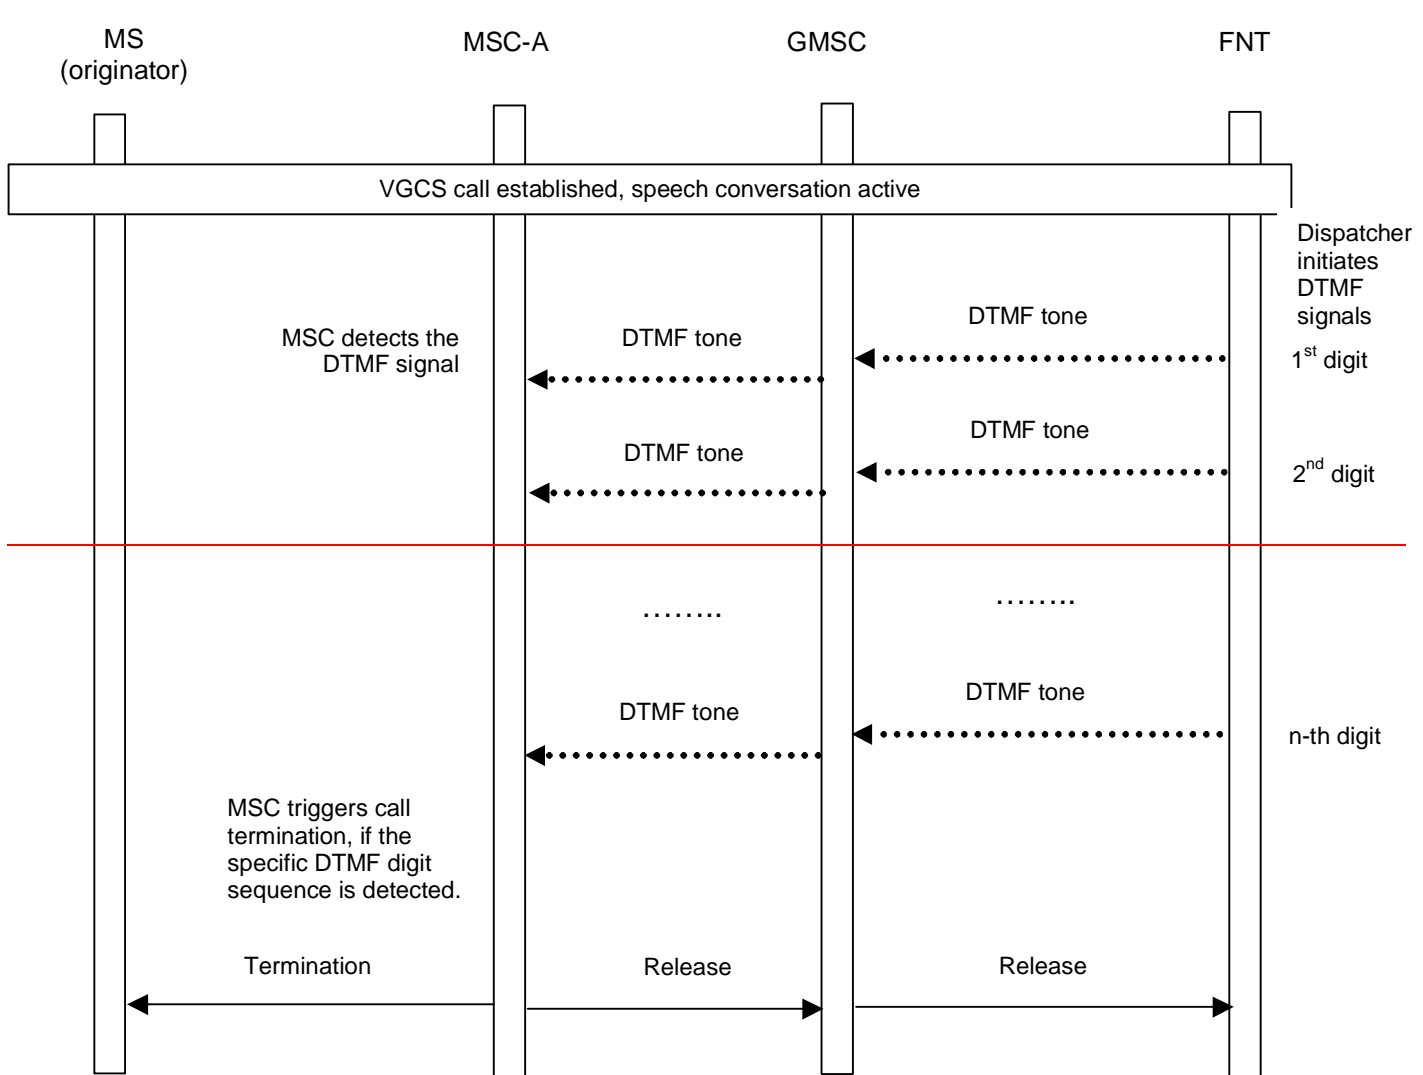 MS
(originator)
MSC-A
GMSC
FNT
VGCS call established, speech conversation active
Dispatcher
initiates
DTMF
signals
MSC detects the
DTMF signal
DTMF tone
DTMF tone
1st digit
DTMF tone
DTMF tone
2nd digit
........
........
DTMF tone
DTMF tone
n-th digit
MSC triggers call
termination, if the
specific DTMF digit
sequence is detected.
Termination
Release
Release